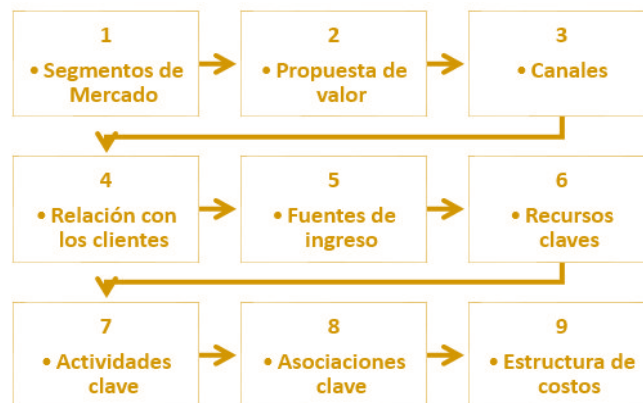 1
• Segmentos de
Mercado
2
• Propuesta de
valor
3
• Canales
4
• Relación con
los clientes
5
• Fuentes de
ingreso
6
• Recursos
claves
7
• Actividades
clave
8
• Asociaciones
clave
9
• Estructura de
costos